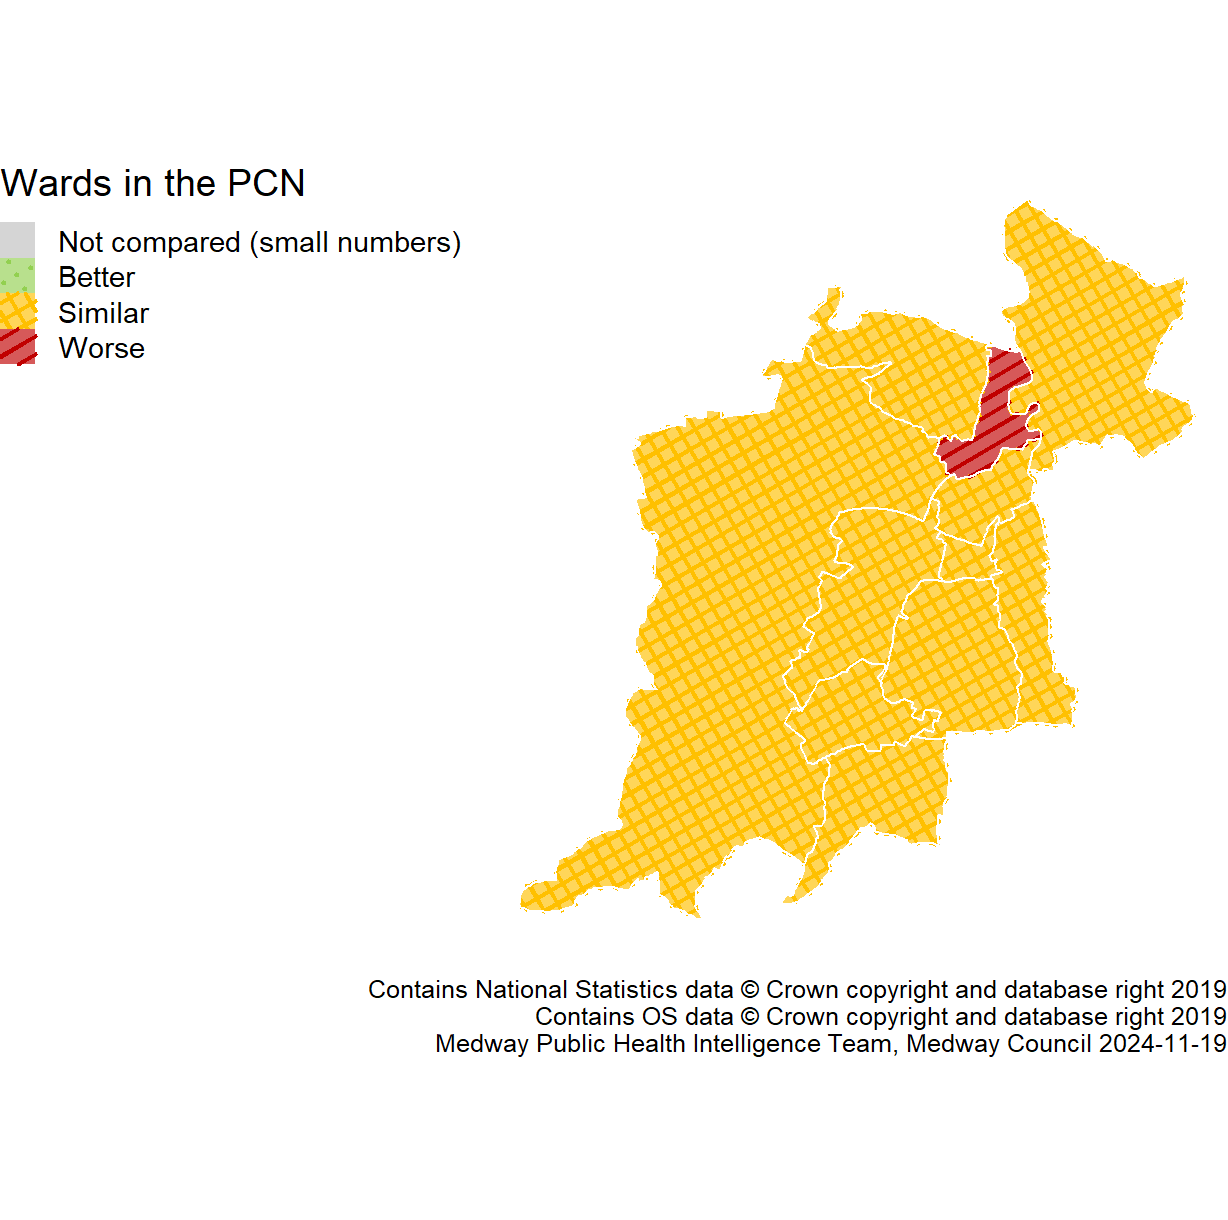 Wards in the PCN
Not compared (small numbers)
Better
Similar
Worse
Contains National Statistics data © Crown copyright and database right 2019
Contains OS data © Crown copyright and database right 2019
Medway Public Health Intelligence Team, Medway Council 2024-11-19